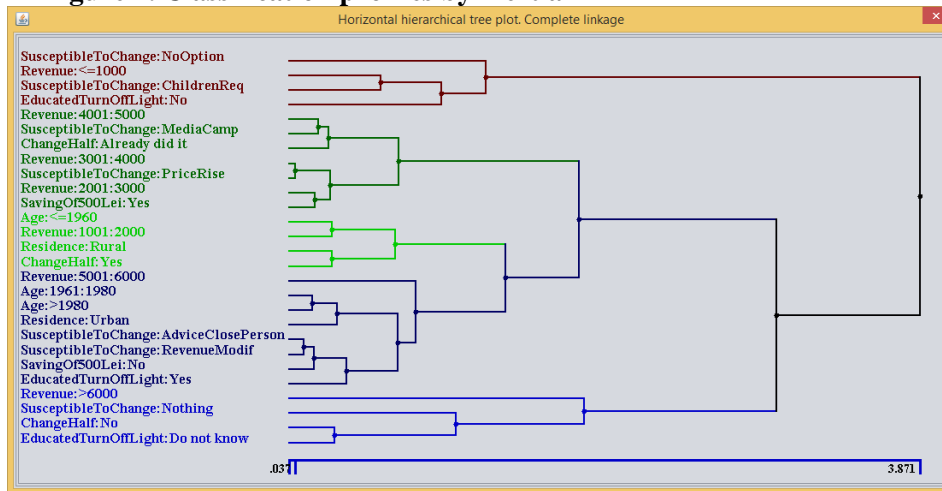 Horizontal hierarchical tree plot. Complete linkage
x
SusceptibleToChange:NoOption
Revenue:<=1000
SusceptibleToChange:ChildrenReq
EducatedTurnOffLight:No
Revenue:4001:5000
SusceptibleToChange:MediaCamp
ChangeHalf:Already did it
Revenue:3001:4000
SusceptibleToChange:PriceRise
Revenue:2001:3000
SavingOf500Lei:Yes
Age:<=1960
Revenue:1001:2000
Residence:Rural
ChangeHalf:Yes
Revenue:5001:6000
Age:1961:1980
Age:>1980
Residence:Urban
SusceptibleToChange:AdviceClosePerson
SusceptibleToChange:RevenueModif
SavingOf500Lei:No
EducatedTurnOffLight:Yes
Revenue:>6000
SusceptibleToChange:Nothing
ChangeHalf:No
EducatedTurnOffLight:Do not know
.037 3.871